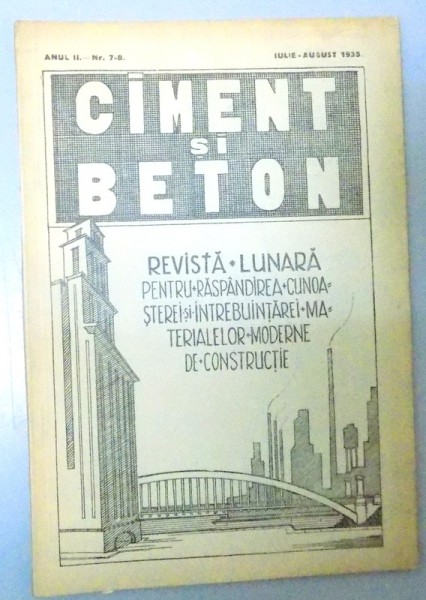 ANUL II. - Nr. 7-8.
IULIE - AUGUST 1935.
CIMENT
ȘI
BETON
REVISTĂ + LUNARĂ
PENTRU + RĂSPÂNDIREA + CUNOA=
ȘTEREI ȘI ÎNTREBUINȚĂREI + MA=
TERIALELOR + MODERNE
DE + CONSTRUCȚIE